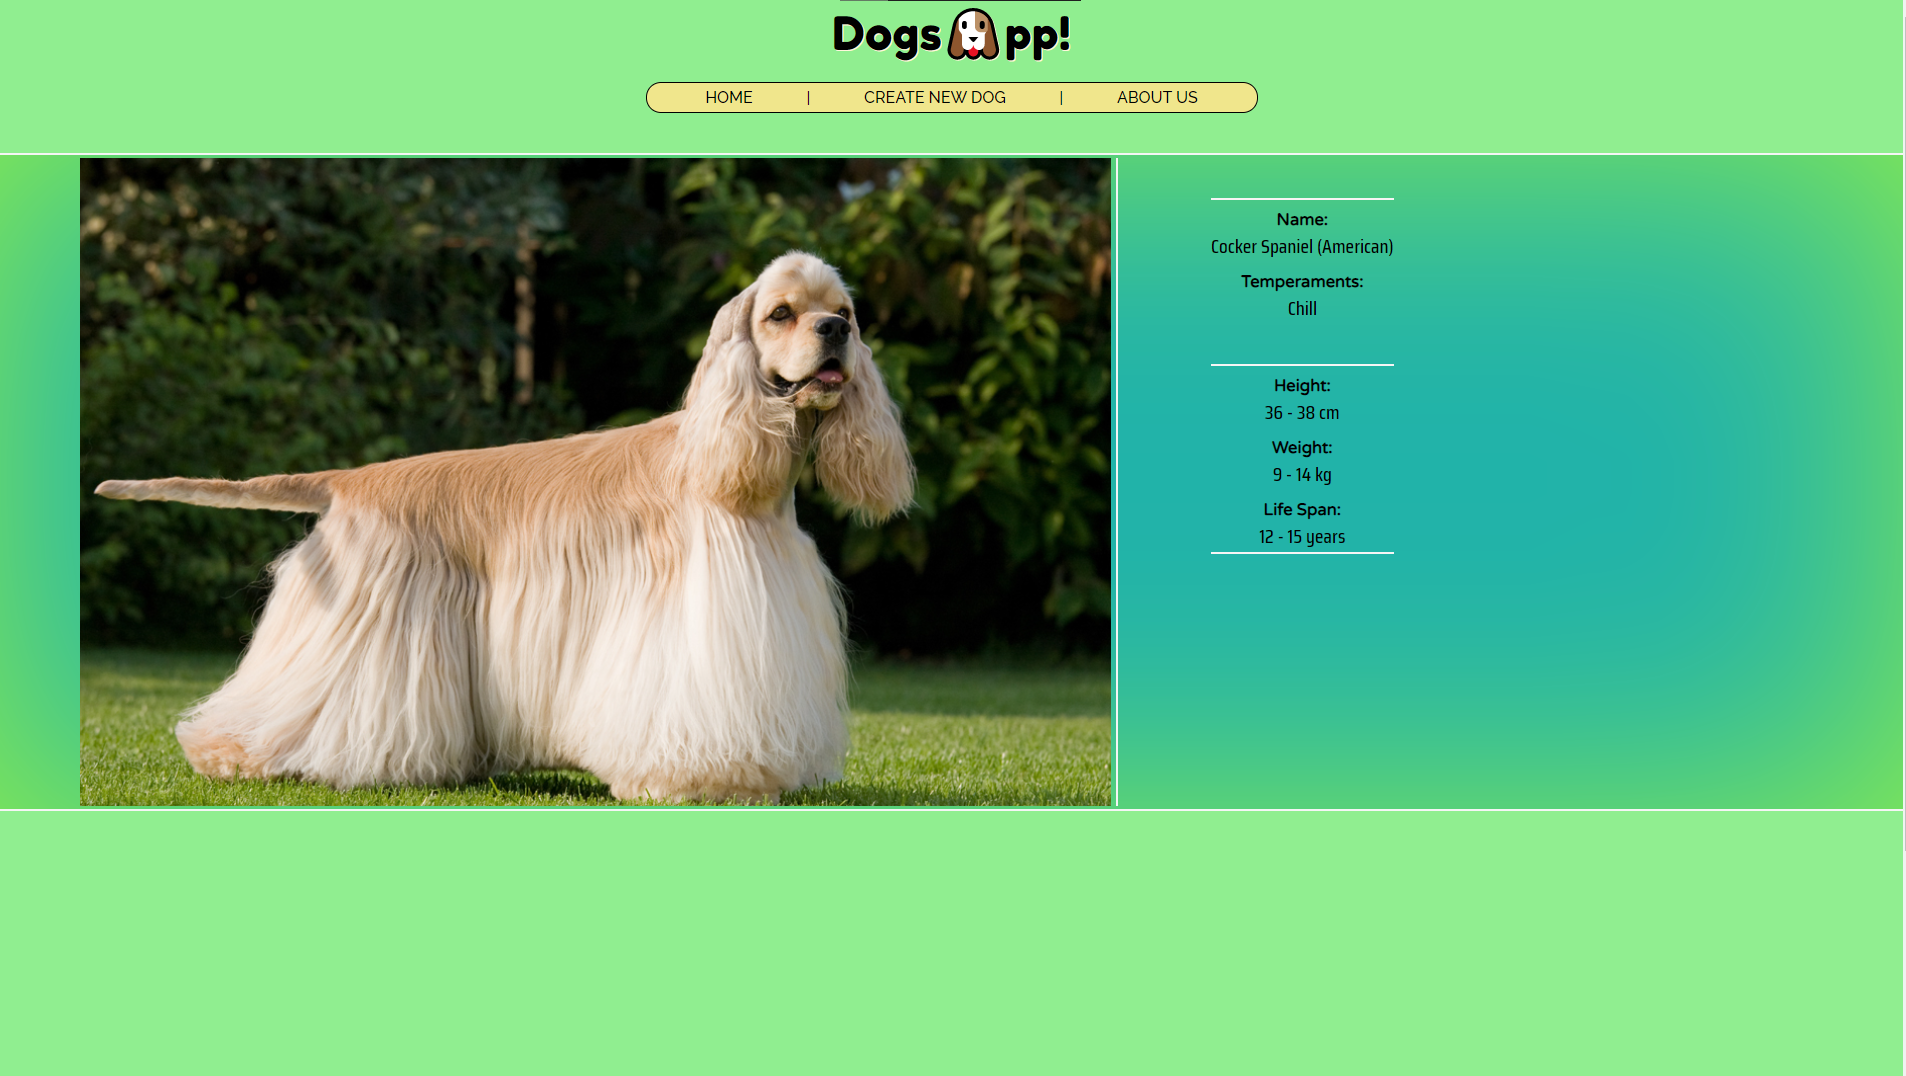 Dogs pp!
HOME | CREATE NEW DOG | ABOUT US
Name:
Cocker Spaniel (American)
Temperaments:
Chill
Height:
36 - 38 cm
Weight:
9 - 14 kg
Life Span:
12 - 15 years